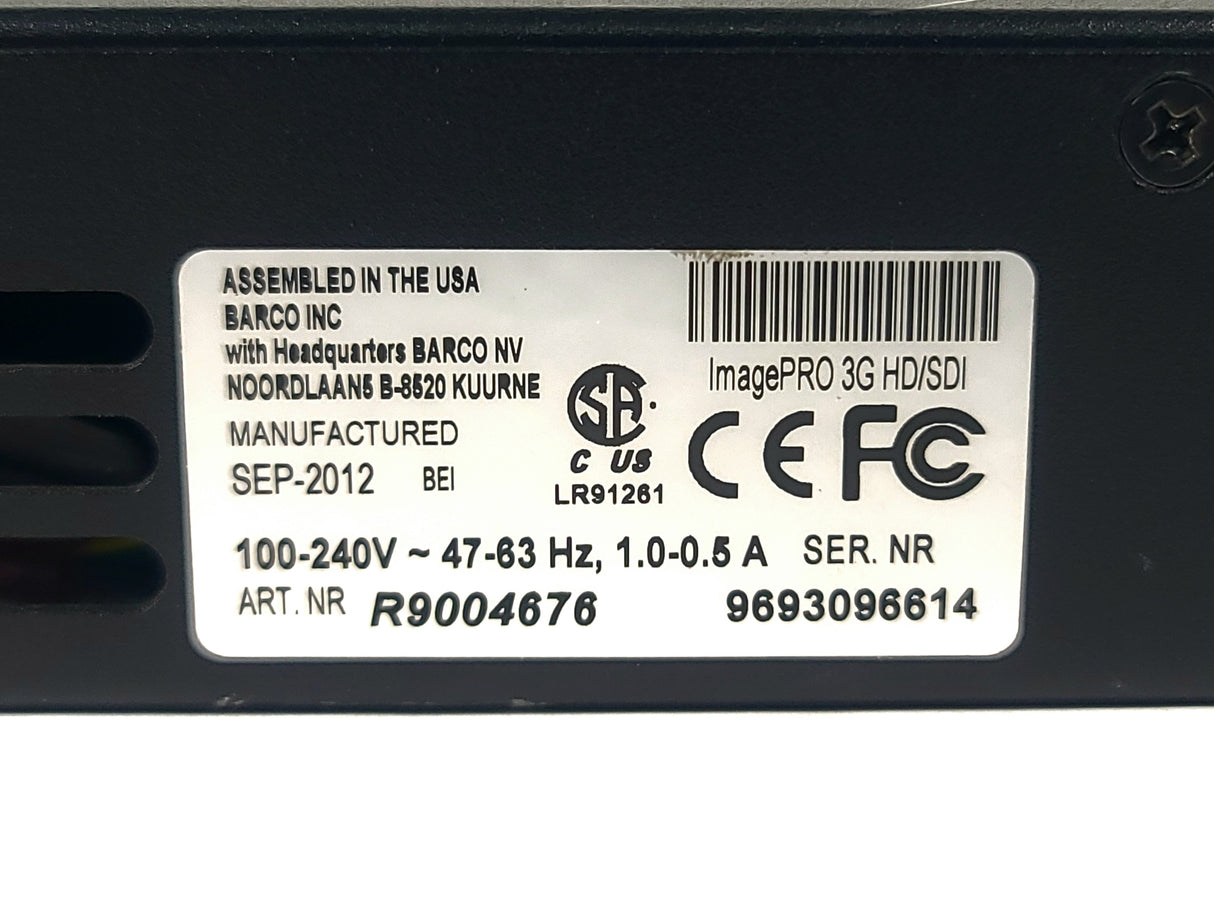 ASSEMBLED IN THE USA
BARCO INC
with Headquarters BARCO NV
NOORDLAAN5 B-8520 KUURNE
MANUFACTURED
SEP-2012 BEI
ImagePRO 3G HD/SDI
SA
C US
LR91261
CE FC
100-240V ~ 47-63 Hz, 1.0-0.5 A SER. NR
ART. NR R9004676 9693096614